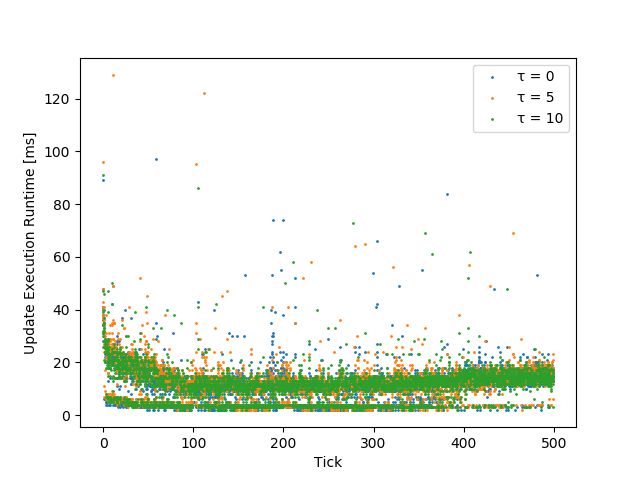 τ = 0
τ = 5
τ = 10
Update Execution Runtime [ms]
120
100
80
60
40
20
0
0 100 200 300 400 500
Tick